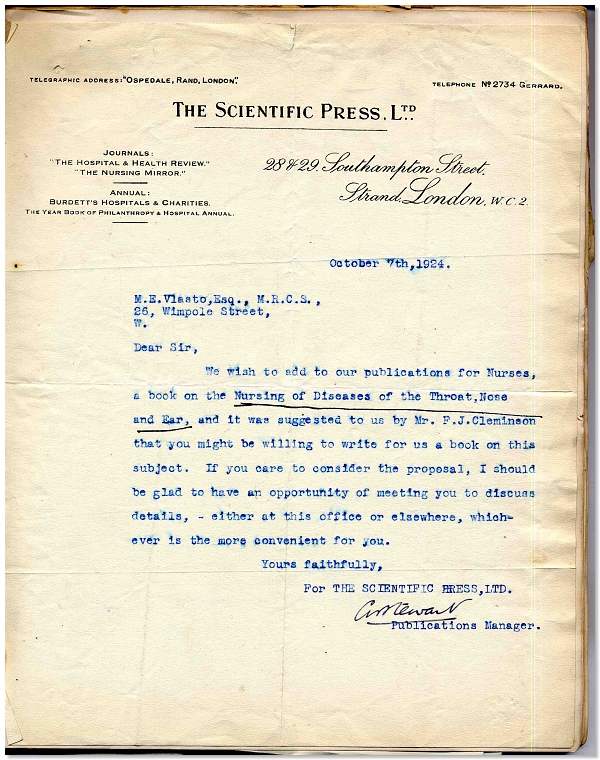 TELEGRAPHIC ADDRESS: "OSPEDALE, RAND, LONDON".
TELEPHONE Nº 2734 GERRARD.
THE SCIENTIFIC PRESS, LTD.
JOURNALS:
"THE HOSPITAL & HEALTH REVIEW."
"THE NURSING MIRROR."
ANNUAL:
BURDETT'S HOSPITALS & CHARITIES.
THE YEAR BOOK OF PHILANTHROPY & HOSPITAL ANNUAL.
28 & 29, Southampton Street,
Strand, London, W.C.2.
October 7th,1924.
M.E.Vlasto,Esq., M.R.C.S.,
26, Wimpole Street,
W.
Dear Sir,
We wish to add to our publications for Nurses,
a book on the Nursing of Diseases of the Throat,Nose
and Ear, and it was suggested to us by Mr. F.J.Cleminson
that you might be willing to write for us a book on this
subject. If you care to consider the proposal, I should
be glad to have an opportunity of meeting you to discuss
details, - either at this office or elsewhere, which-
ever is the more convenient for you.
Yours faithfully,
For THE SCIENTIFIC PRESS,LTD.
Publications Manager.